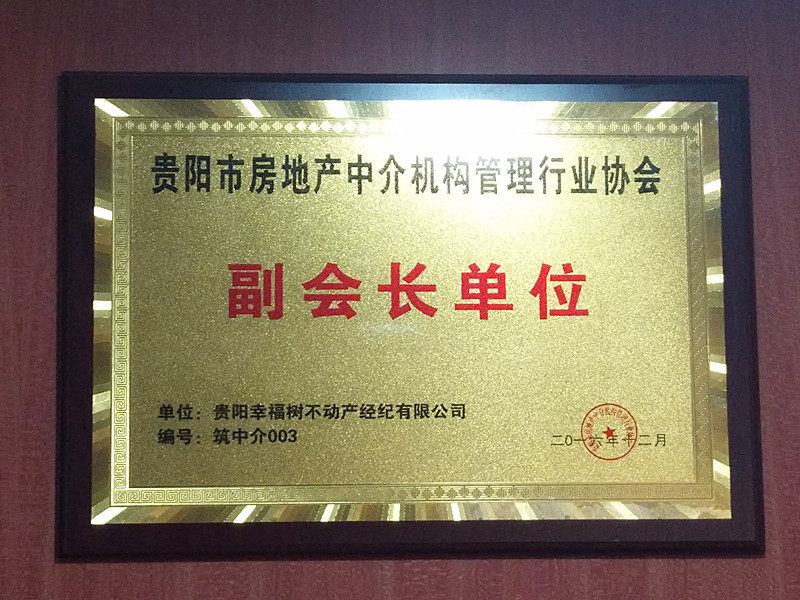 贵阳市房地产中介机构管理行业协会
副会长单位
单位：贵阳幸福树不动产经纪有限公司
编号：筑中介003
二0一六年十二月